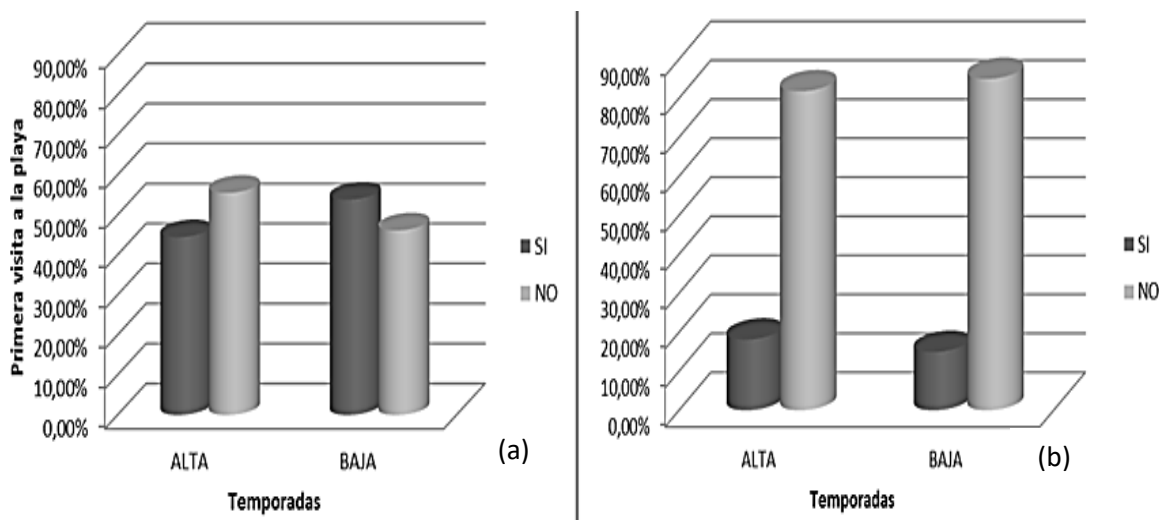 Primera visita a la playa
90,00%
80,00%
70,00%
60,00%
50,00%
40,00%
30,00%
20,00%
10,00%
0,00%
ALTA
BAJA
Temporadas
SI
NO
(a)
90,00%
80,00%
70,00%
60,00%
50,00%
40,00%
30,00%
20,00%
10,00%
0,00%
ALTA
BAJA
Temporadas
SI
NO
(b)